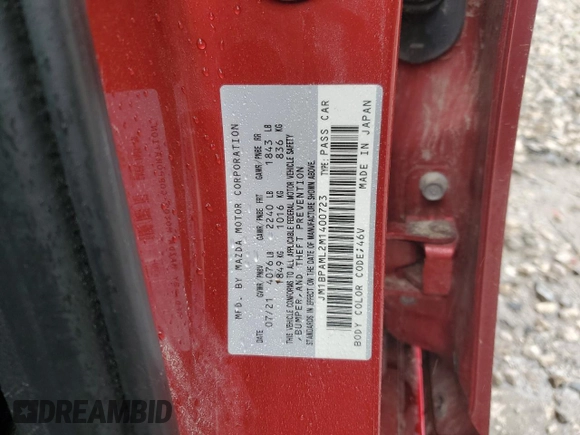 MFD. BY MAZDA MOTOR CORPORATION
DATE GVWR/PNBV GAWR/PNBE FRT GAWR/PNBE RR
07/21 4076 LB 2240 LB 1843 LB
1849 KG 1016 KG 836 KG
THIS VEHICLE CONFORMS TO ALL APPLICABLE FEDERAL MOTOR VEHICLE SAFETY
,BUMPER,AND THEFT PREVENTION
STANDARDS IN EFFECT ON THE DATE OF MANUFACTURE SHOWN ABOVE.
JM1BPAML2M1400723 TYPE: PASS CAR
BODY COLOR CODE;46V MADE IN JAPAN
DREAMBID